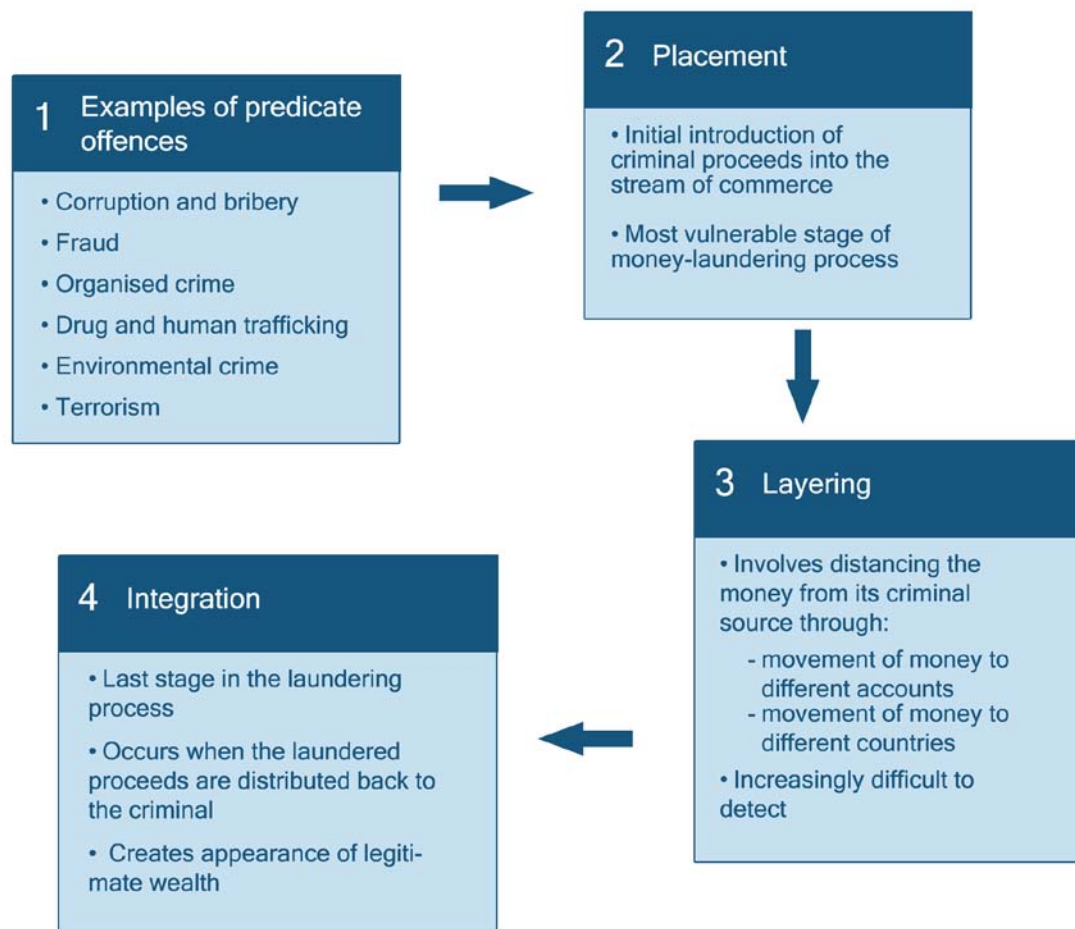 1 Examples of predicate
offences
• Corruption and bribery
• Fraud
• Organised crime
• Drug and human trafficking
• Environmental crime
• Terrorism
2 Placement
• Initial introduction of
criminal proceeds into the
stream of commerce
• Most vulnerable stage of
money-laundering process
3 Layering
• Involves distancing the
money from its criminal
source through:
- movement of money to
different accounts
- movement of money to
different countries
• Increasingly difficult to
detect
4 Integration
• Last stage in the laundering
process
• Occurs when the laundered
proceeds are distributed back to
the criminal
• Creates appearance of legiti-
mate wealth